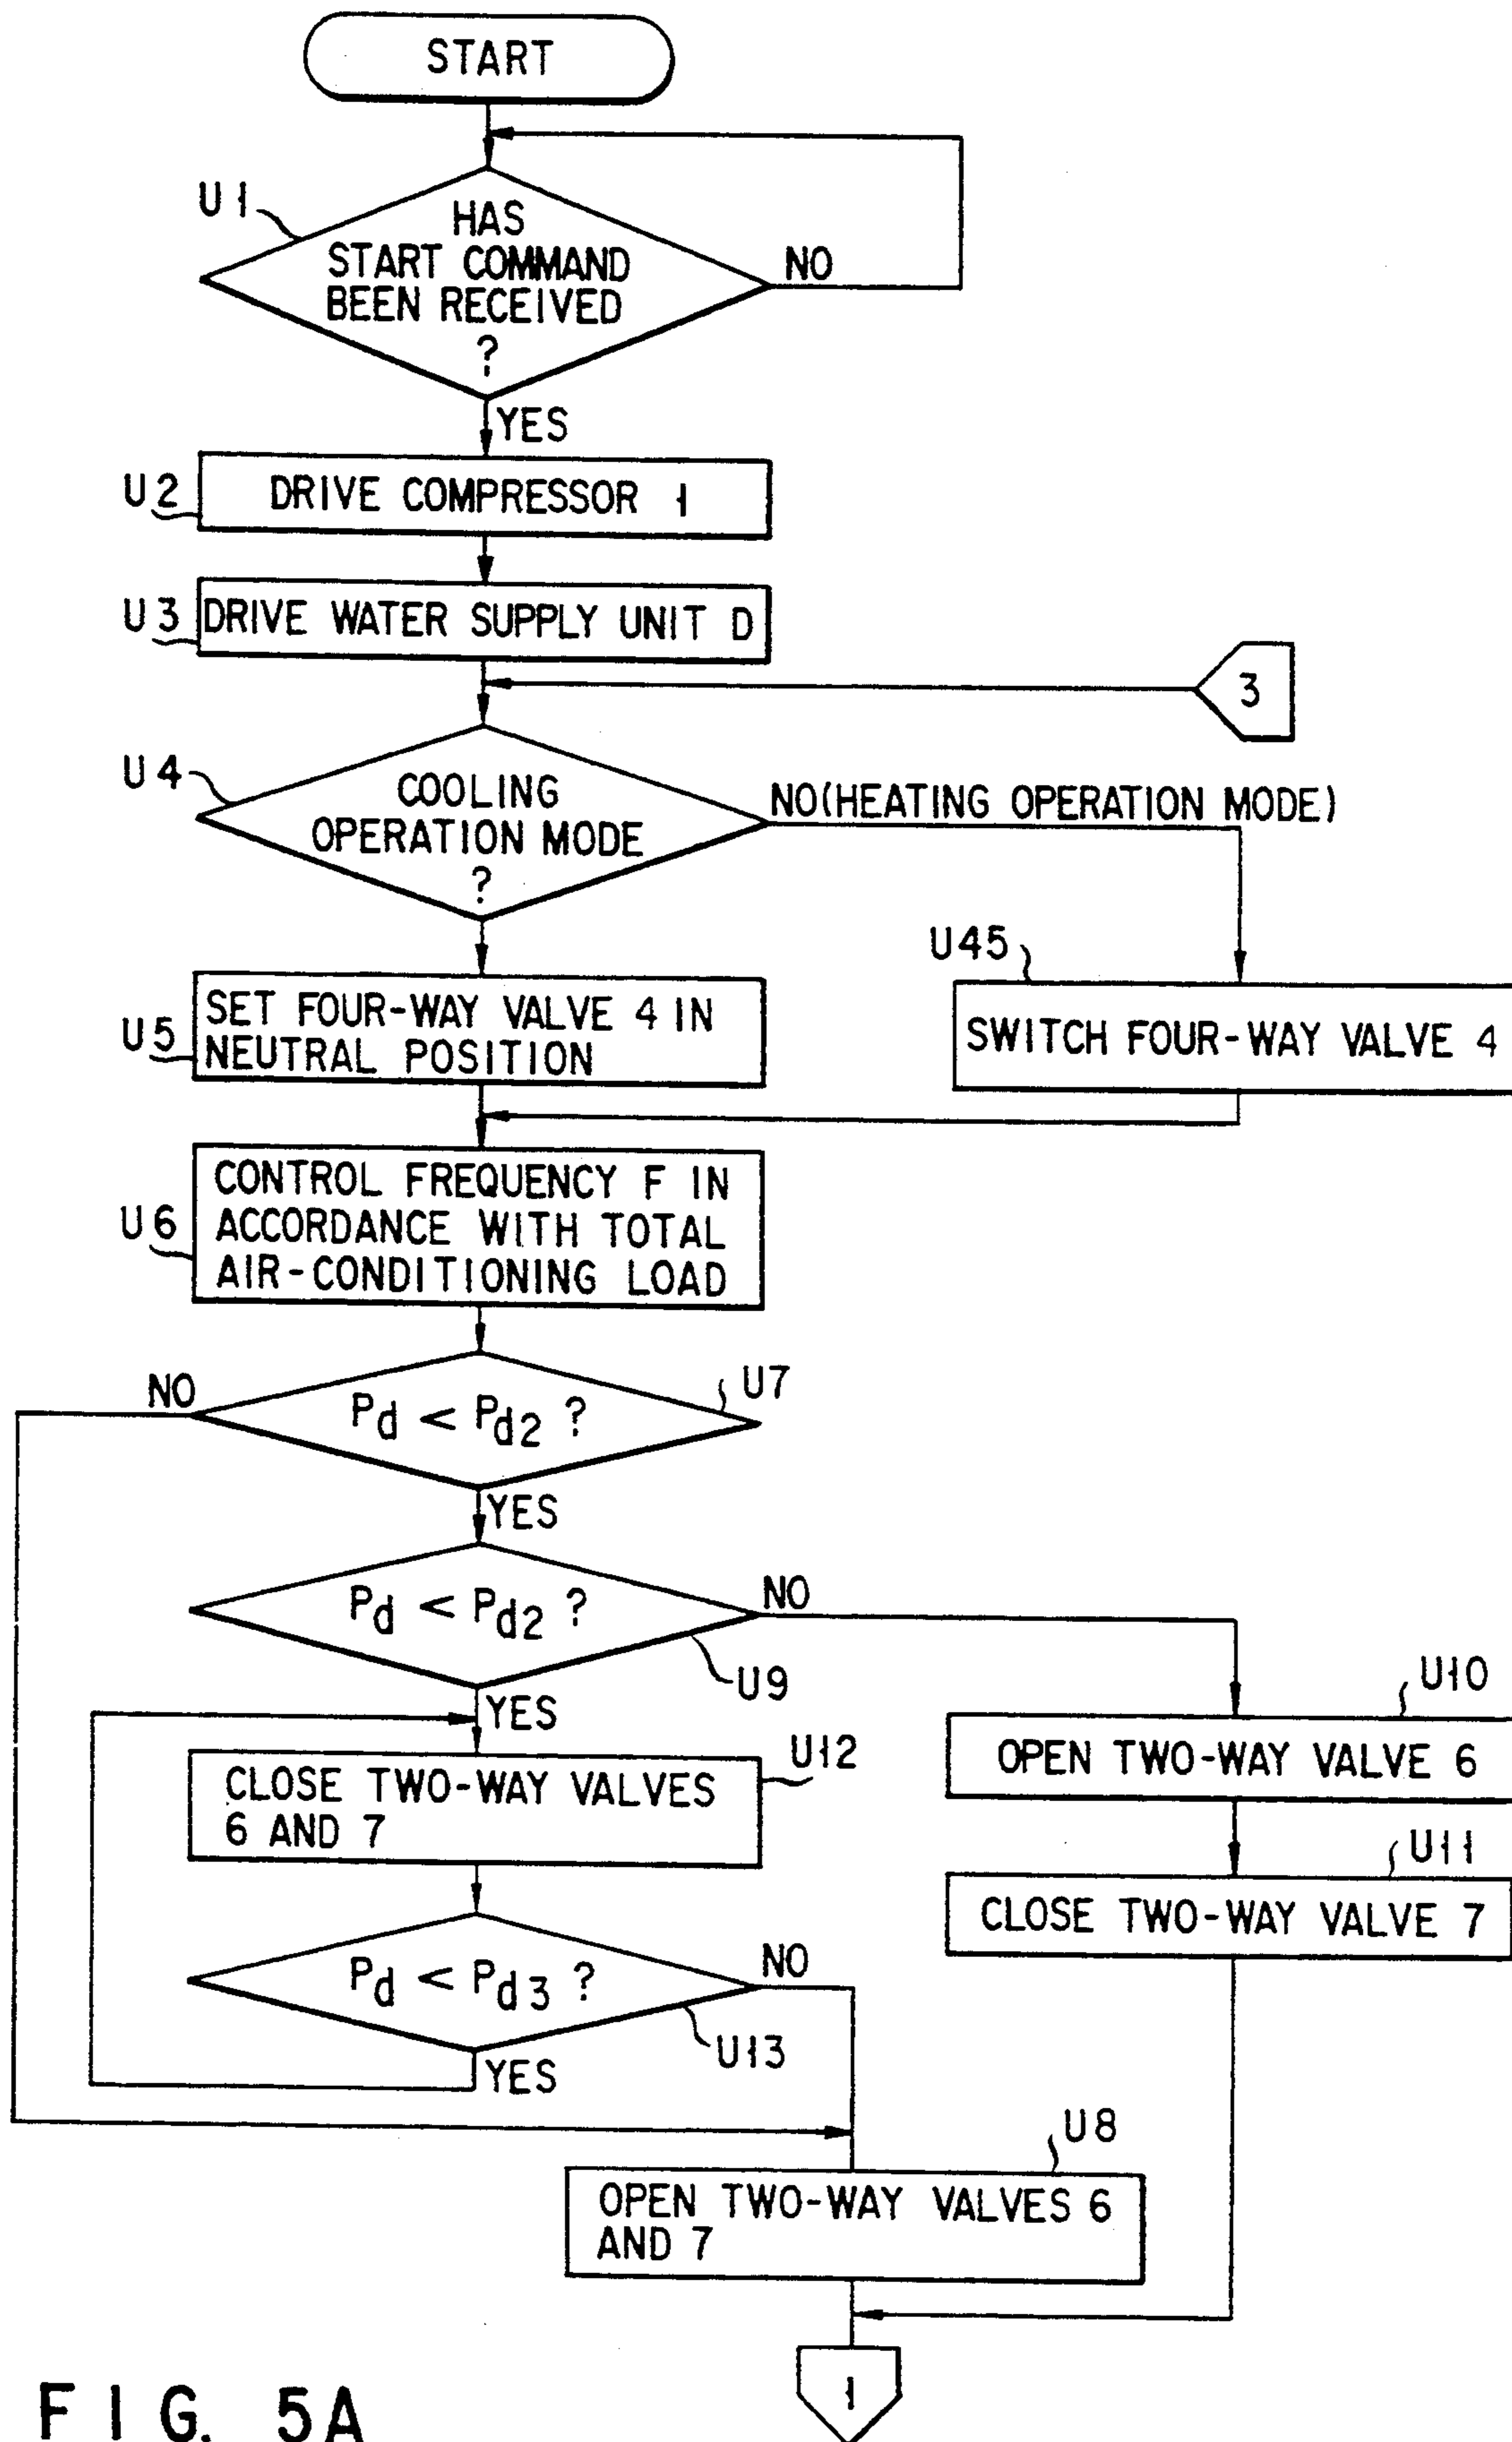 START
U1
HAS
START COMMAND
BEEN RECEIVED
?
NO
YES
U2
DRIVE COMPRESSOR 1
U3
DRIVE WATER SUPPLY UNIT D
3
U4
COOLING
OPERATION MODE
?
NO(HEATING OPERATION MODE)
U5
SET FOUR-WAY VALVE 4 IN
NEUTRAL POSITION
U45
SWITCH FOUR-WAY VALVE 4
U6
CONTROL FREQUENCY F IN
ACCORDANCE WITH TOTAL
AIR-CONDITIONING LOAD
NO
U7
Pd < Pd2 ?
YES
Pd < Pd2 ?
NO
U9
YES
U10
OPEN TWO-WAY VALVE 6
U12
CLOSE TWO-WAY VALVES
6 AND 7
U11
CLOSE TWO-WAY VALVE 7
Pd < Pd3 ?
NO
U13
YES
U8
OPEN TWO-WAY VALVES 6
AND 7
1
FIG. 5A